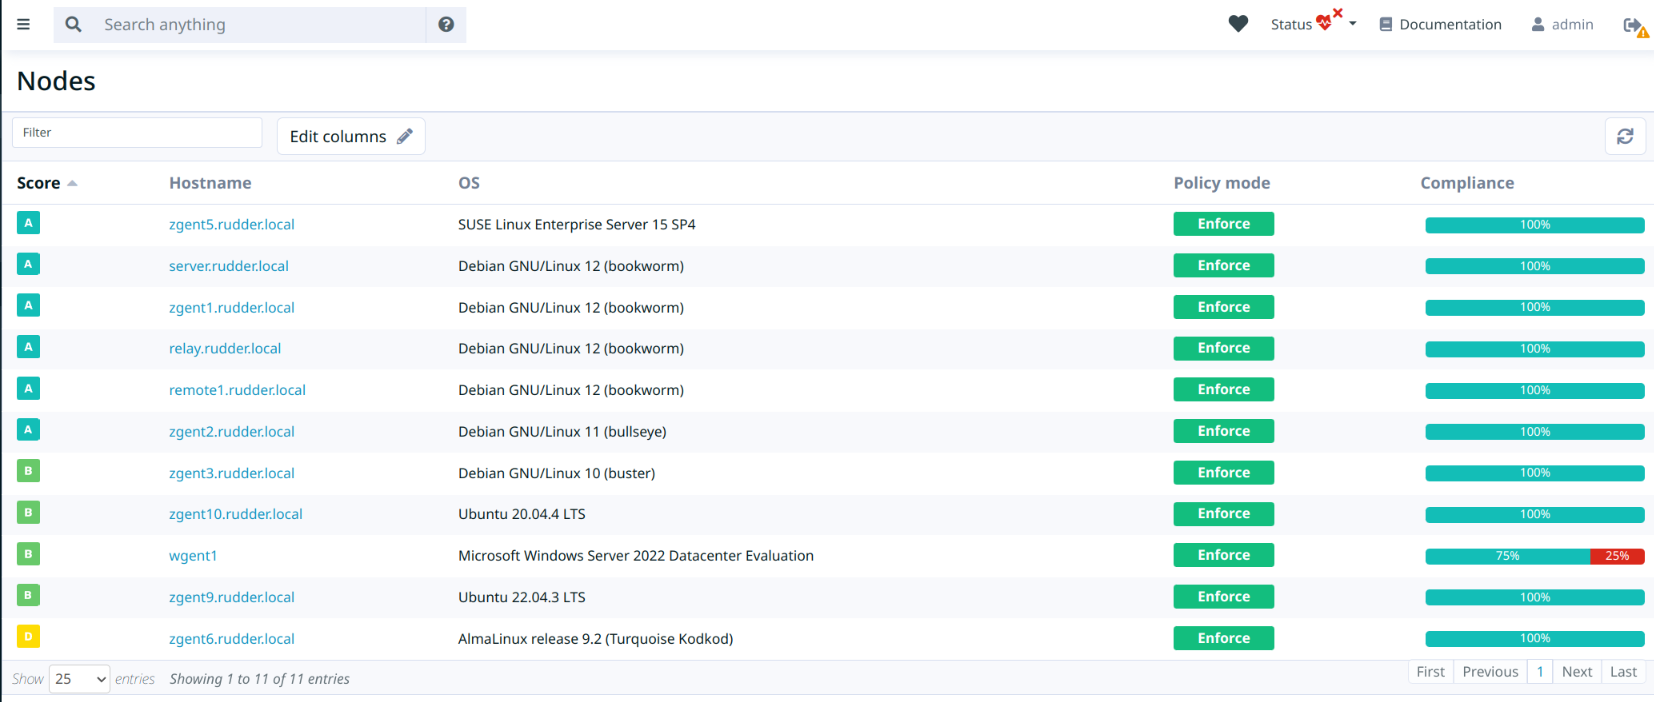 Search anything Status Documentation admin
Nodes
Filter Edit columns
Score Hostname OS Policy mode Compliance
A zgent5.rudder.local SUSE Linux Enterprise Server 15 SP4 Enforce 100%
A server.rudder.local Debian GNU/Linux 12 (bookworm) Enforce 100%
A zgent1.rudder.local Debian GNU/Linux 12 (bookworm) Enforce 100%
A relay.rudder.local Debian GNU/Linux 12 (bookworm) Enforce 100%
A remote1.rudder.local Debian GNU/Linux 12 (bookworm) Enforce 100%
A zgent2.rudder.local Debian GNU/Linux 11 (bullseye) Enforce 100%
B zgent3.rudder.local Debian GNU/Linux 10 (buster) Enforce 100%
B zgent10.rudder.local Ubuntu 20.04.4 LTS Enforce 100%
B wgent1 Microsoft Windows Server 2022 Datacenter Evaluation Enforce 75% 25%
B zgent9.rudder.local Ubuntu 22.04.3 LTS Enforce 100%
D zgent6.rudder.local AlmaLinux release 9.2 (Turquoise Kodkod) Enforce 100%
Show 25 entries Showing 1 to 11 of 11 entries First Previous 1 Next Last